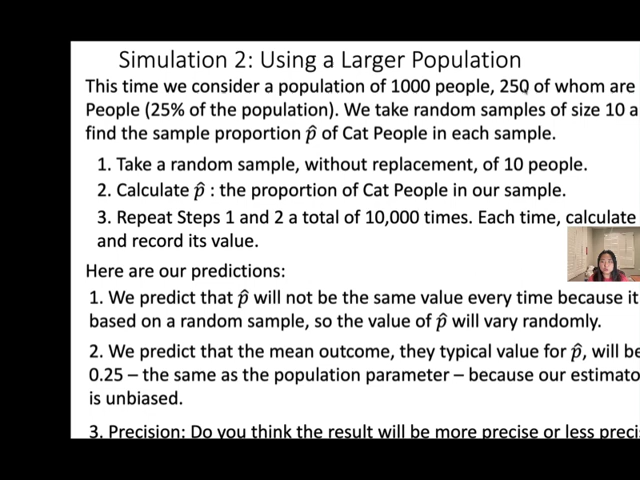 Simulation 2: Using a Larger Population
This time we consider a population of 1000 people, 250 of whom are
People (25% of the population). We take random samples of size 10 a
find the sample proportion p̂ of Cat People in each sample.
1. Take a random sample, without replacement, of 10 people.
2. Calculate p̂ : the proportion of Cat People in our sample.
3. Repeat Steps 1 and 2 a total of 10,000 times. Each time, calculate
and record its value.
Here are our predictions:
1. We predict that p̂ will not be the same value every time because it
based on a random sample, so the value of p̂ will vary randomly.
2. We predict that the mean outcome, they typical value for p̂, will be
0.25 – the same as the population parameter – because our estimato
is unbiased.
3. Precision: Do you think the result will be more precise or less preci